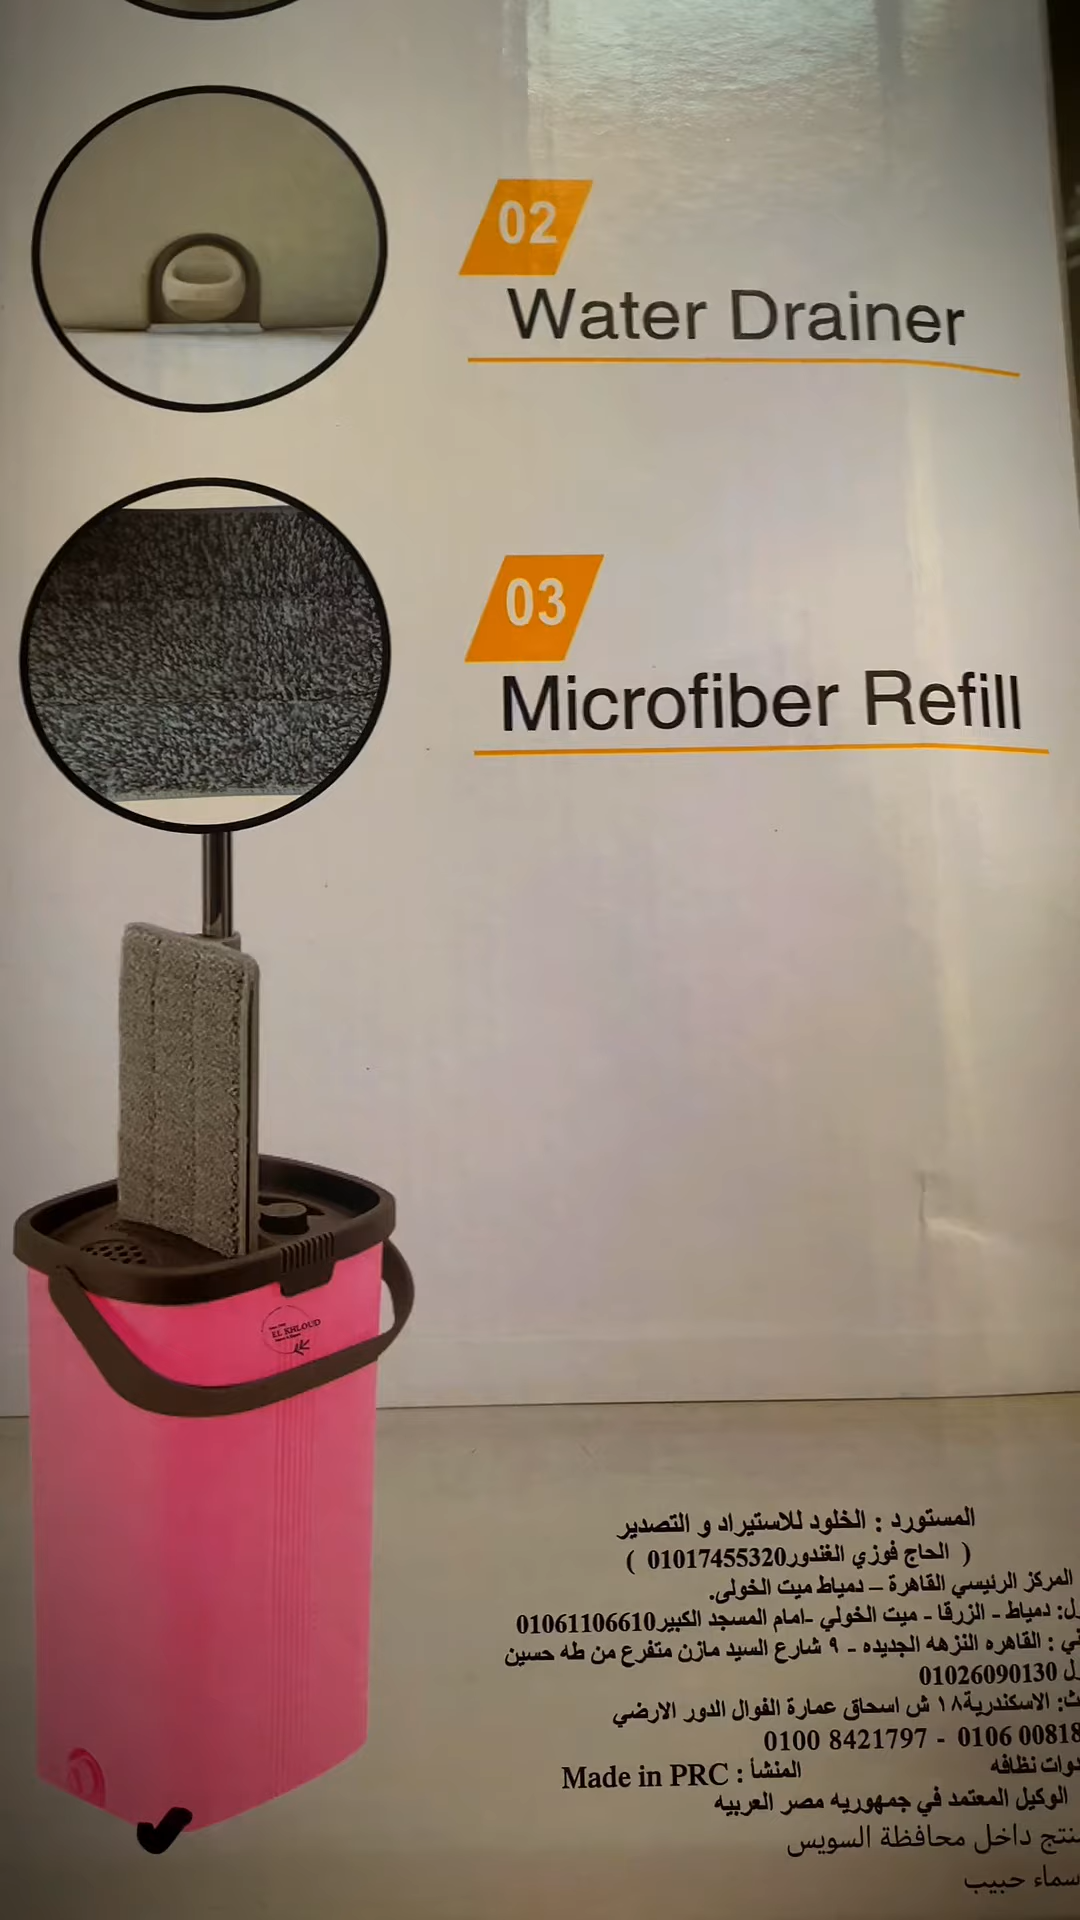 02
Water Drainer
03
Microfiber Refill
EL KHLOUD
المستورد : الخلود للاستيراد و التصدير
( الحاج فوزي الغندور01017455320 )
المركز الرئيسي القاهرة – دمياط ميت الخولى.
دمياط - الزرقا - ميت الخولي -امام المسجد الكبير01061106610
: القاهره النزهه الجديده - ٩ شارع السيد مازن متفرع من طه حسين
01026090130
: الاسكندرية١٨ ش اسحاق عمارة الفوال الدور الارضي
0100 8421797 - 0106 00818
دوات نظافه المنشأ : Made in PRC
الوكيل المعتمد في جمهوريه مصر العربيه
نتج داخل محافظة السويس
سماء حبيب